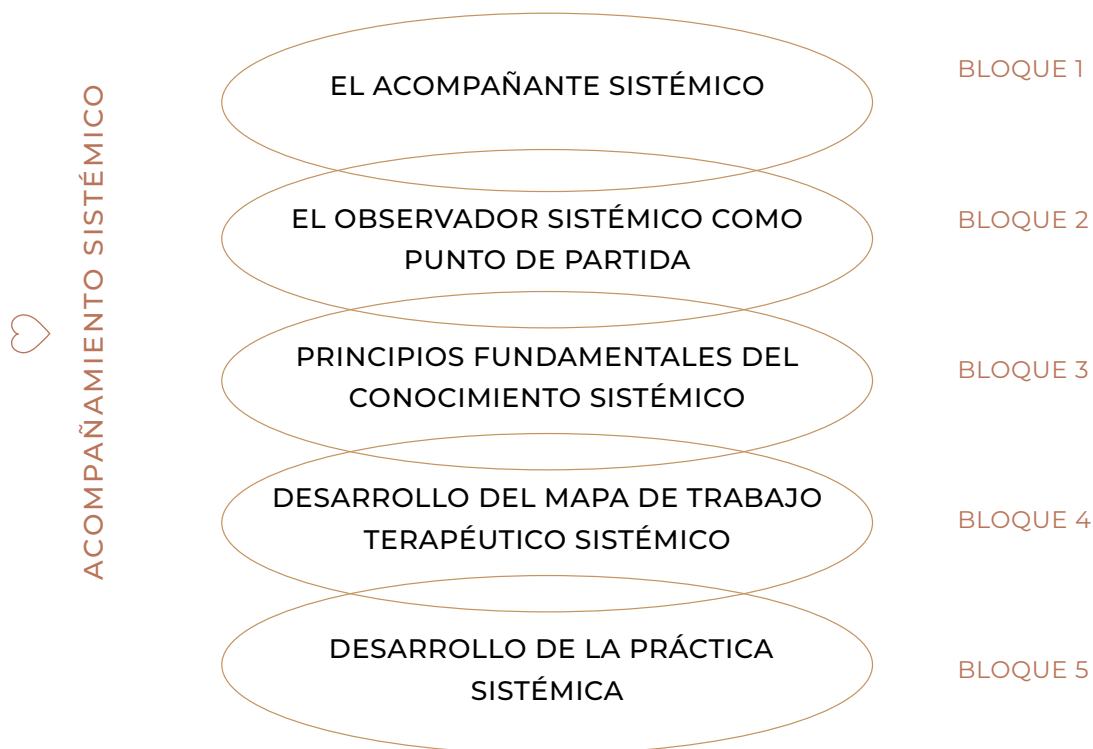 ACOMPAÑAMIENTO SISTÉMICO
EL ACOMPAÑANTE SISTÉMICO
BLOQUE 1
EL OBSERVADOR SISTÉMICO COMO
PUNTO DE PARTIDA
BLOQUE 2
PRINCIPIOS FUNDAMENTALES DEL
CONOCIMIENTO SISTÉMICO
BLOQUE 3
DESARROLLO DEL MAPA DE TRABAJO
TERAPÉUTICO SISTÉMICO
BLOQUE 4
DESARROLLO DE LA PRÁCTICA
SISTÉMICA
BLOQUE 5